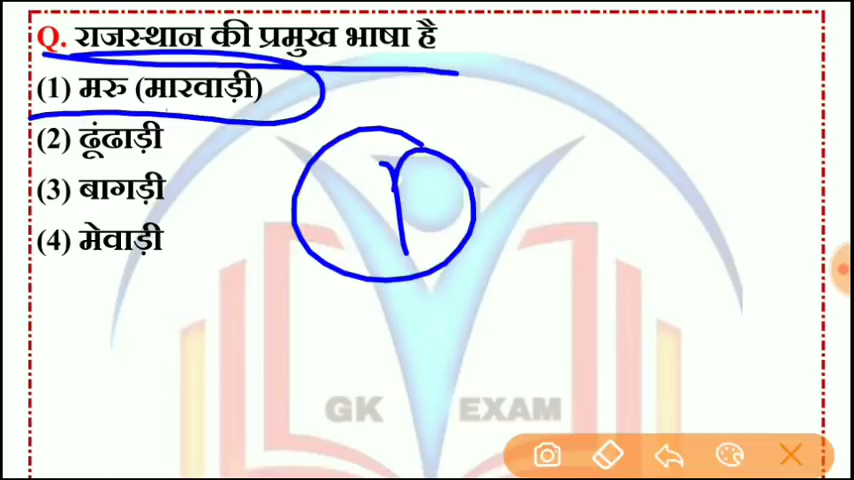 Q. राजस्थान की प्रमुख भाषा है
(1) मरु (मारवाड़ी)
(2) ढूंढाड़ी
(3) बागड़ी
(4) मेवाड़ी
GK EXAM